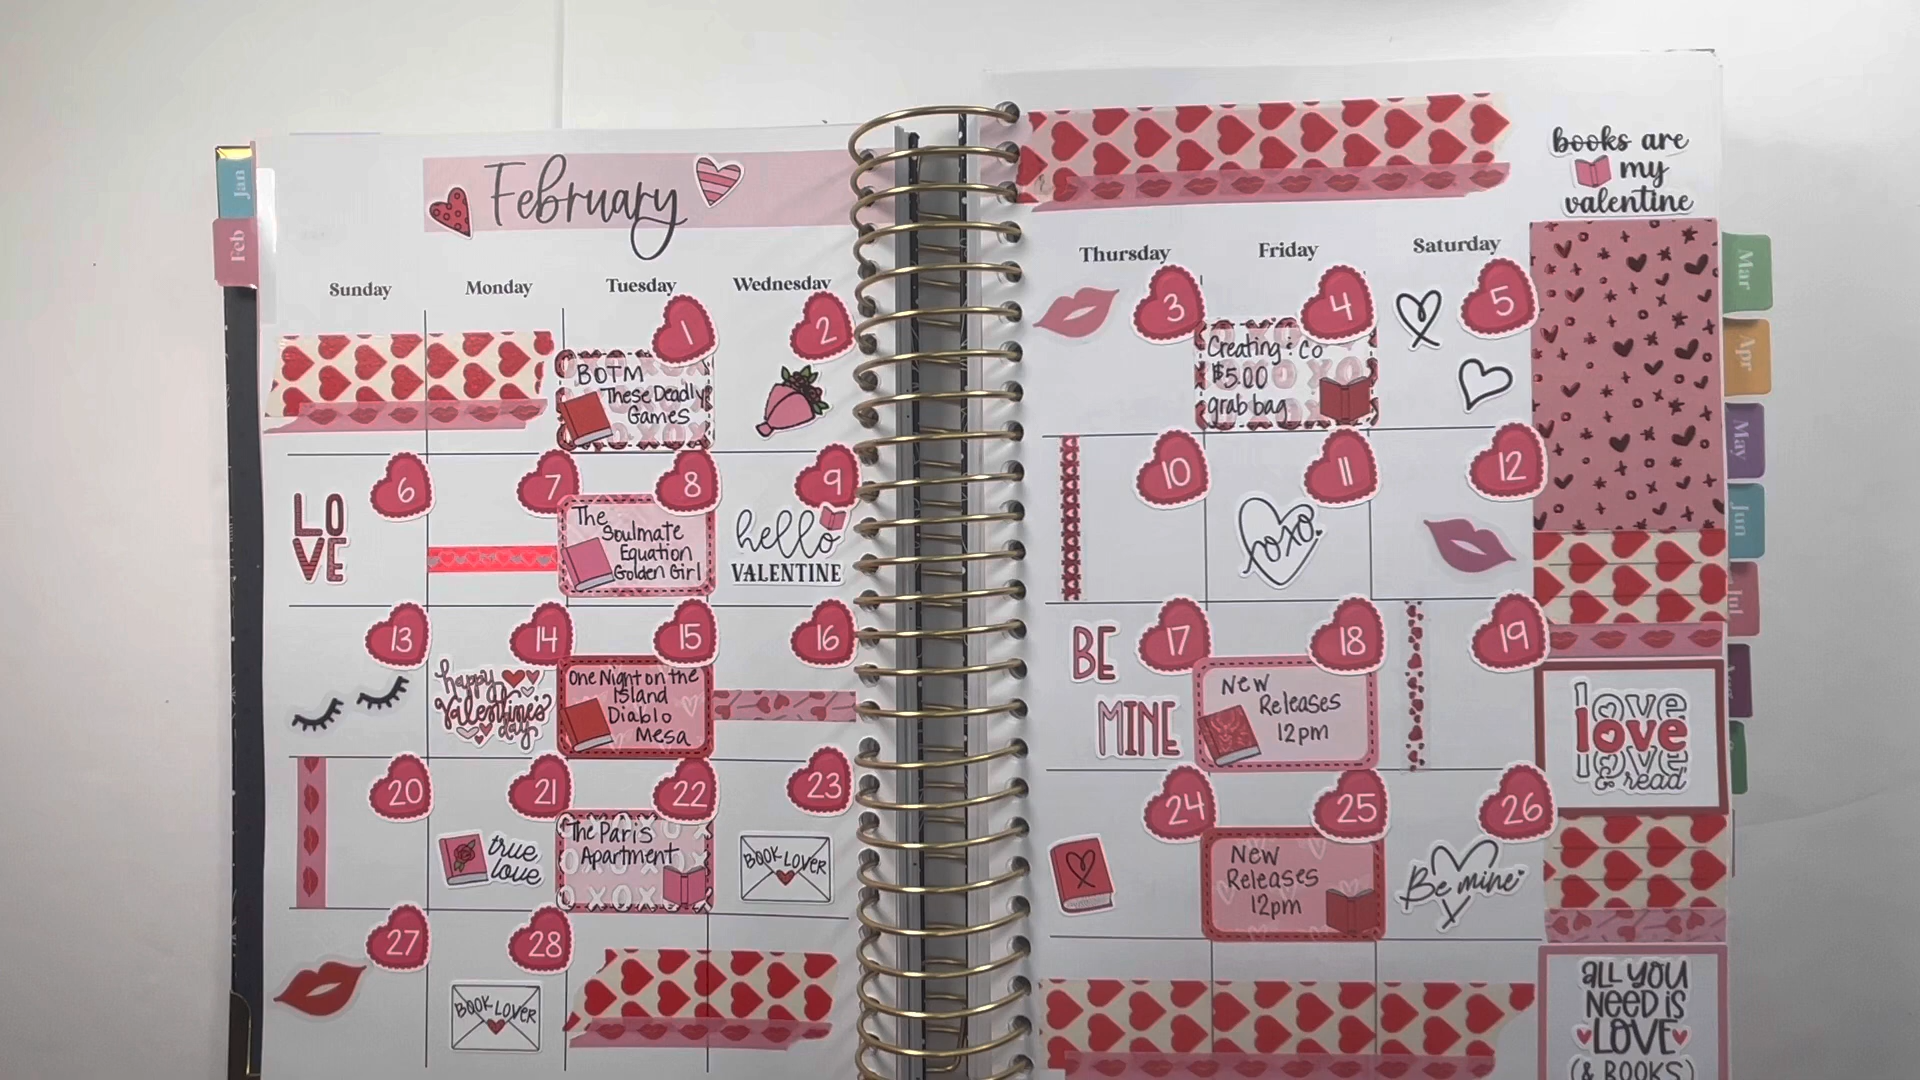 February
books are
my
valentine
Jan
Feb
Sunday
Monday
Tuesday
Wednesday
Thursday
Friday
Saturday
Mar
Apr
May
Jun
Jul
1
BOTM
These Deadly
Games
2
3
4
Creating & Co
$5.00
grab bag
5
6
LO
VE
7
8
The
Soulmate
Equation
Golden Girl
9
hello
VALENTINE
10
11
xoxo.
12
13
14
happy
Valentine's
day
15
One Night on the
Island
Diablo
Mesa
16
17
BE
MINE
18
New
Releases
12pm
19
love
love
love
& read
20
21
true
love
22
The Paris
Apartment
23
BOOK LOVER
24
25
New
Releases
12pm
26
Be mine
27
28
BOOK LOVER
ALL YOU
NEED IS
LOVE
(& BOOKS)